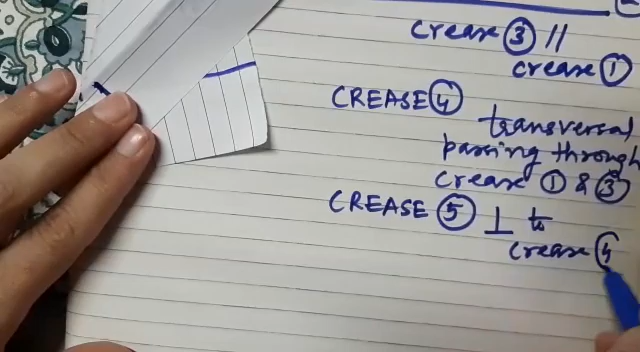 crease ③ //
crease ①
CREASE ④
transversal
passing through
crease ① & ③
CREASE ⑤ ⊥ to
crease ④